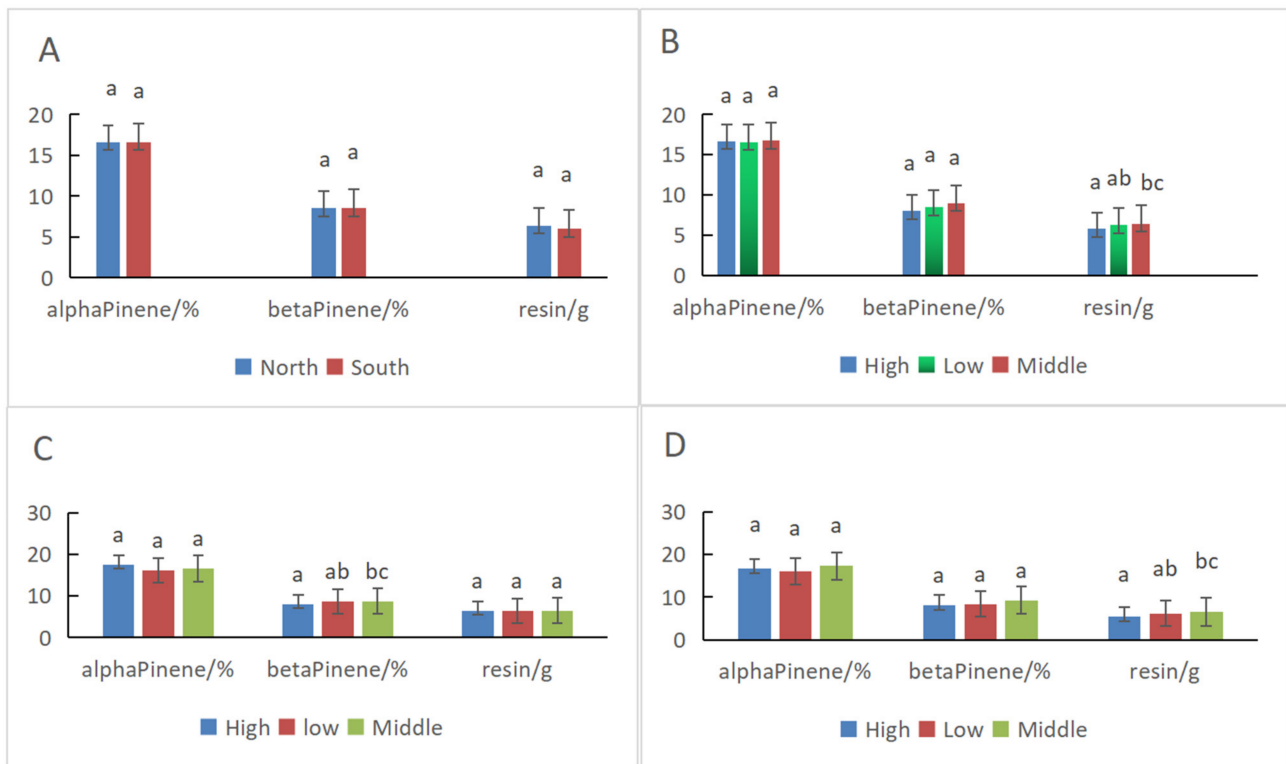 A
a a
a a
a a
20
15
10
5
0
alphaPinene/% betaPinene/% resin/g
North South
B
a a a
a a a
a ab bc
20
15
10
5
0
alphaPinene/% betaPinene/% resin/g
High Low Middle
C
a a a
a ab bc
a a a
30
20
10
0
alphaPinene/% betaPinene/% resin/g
High low Middle
D
a a a
a a a
a ab bc
30
20
10
0
alphaPinene/% betaPinene/% resin/g
High Low Middle